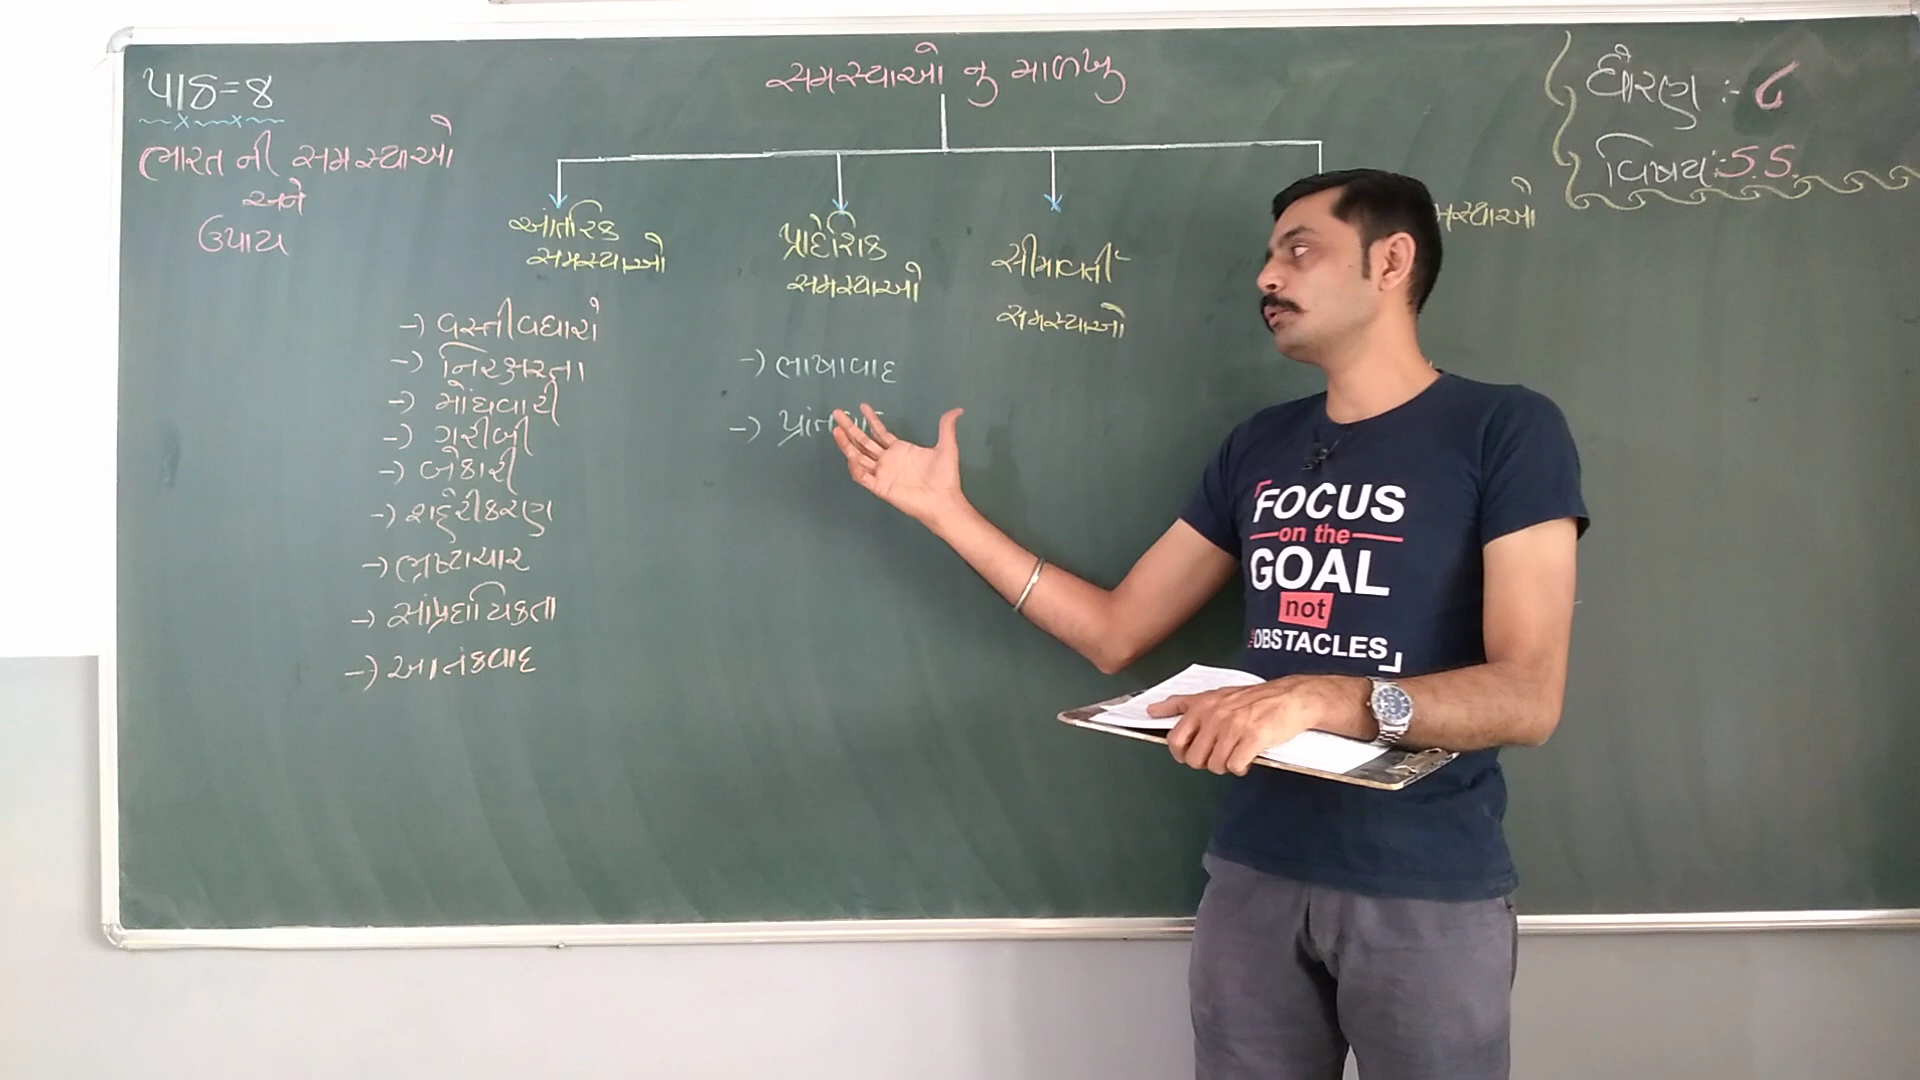 પાઠ=૪
ભારત ની સમસ્યાઓ
અને
ઉપાય
સમસ્યાઓ નુ માળખુ
ધોરણ :- ૮
વિષય: S.S.
આંતરિક
સમસ્યાઓ
-) વસ્તીવધારો
-) નિરક્ષરતા
-) મોંઘવારી
-) ગરીબી
-) બેકારી
-) શહેરીકરણ
-) ભ્રષ્ટાચાર
-) સાંપ્રદાયિકતા
-) આતંકવાદ
પ્રાદેશિક
સમસ્યાઓ
-) ભાષાવાદ
સીમાવર્તી
સમસ્યાઓ
FOCUS
on the
GOAL
not
OBSTACLES